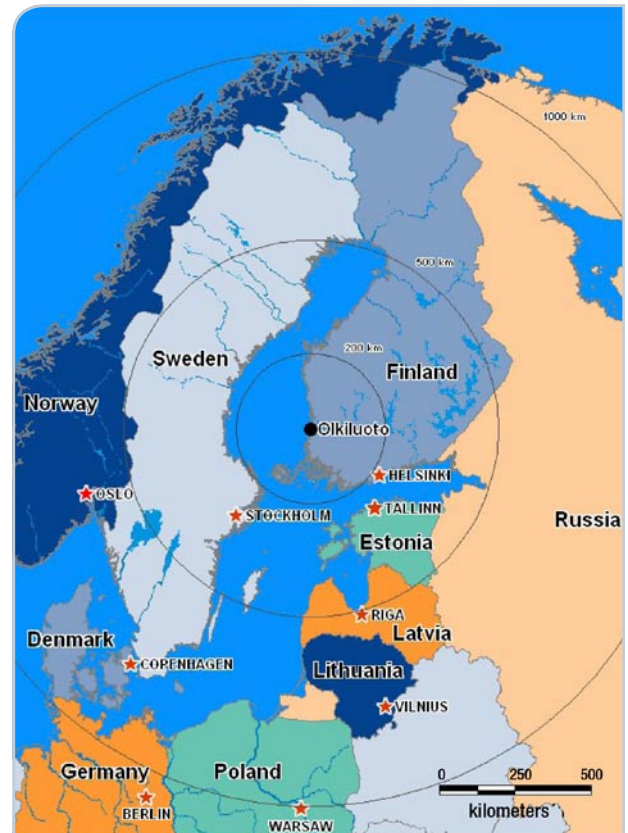 1000 km
500 km
200 km
Sweden
Finland
Norway
Olkiluoto
HELSINKI
OSLO
TALLINN
STOCKHOLM
Russia
Estonia
RIGA
Latvia
Denmark
COPENHAGEN
Lithuania
VILNIUS
Germany
Poland
0 250 500
kilometers
BERLIN
WARSAW